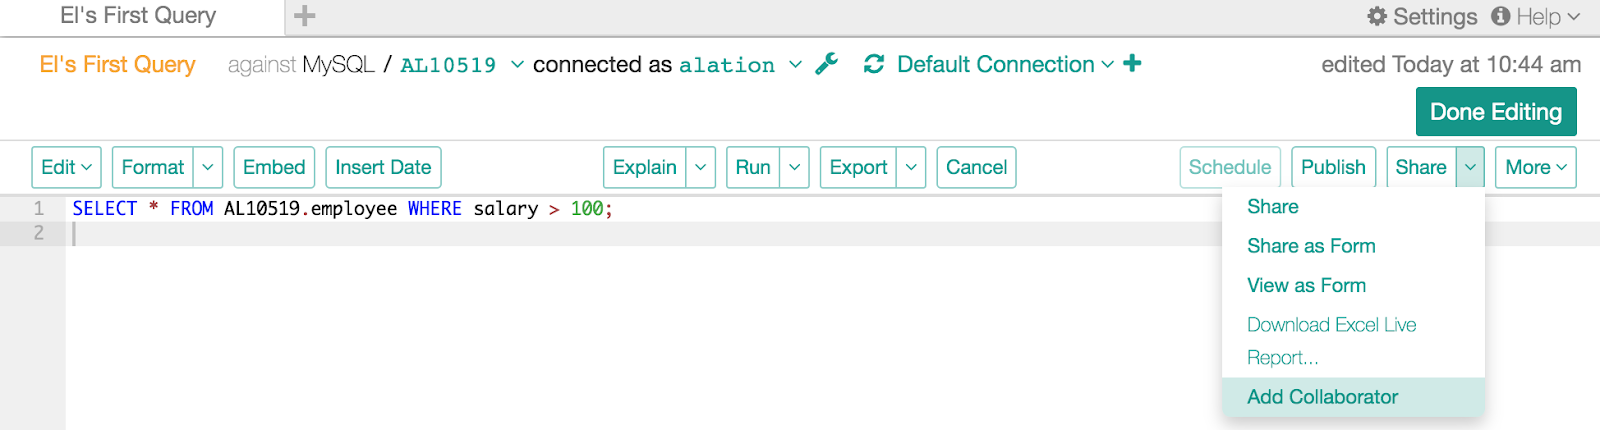 El's First Query
Settings Help
El's First Query against MySQL / AL10519 connected as alation Default Connection edited Today at 10:44 am
Done Editing
Edit Format Embed Insert Date Explain Run Export Cancel Schedule Publish Share More
1 SELECT * FROM AL10519.employee WHERE salary > 100;
2
Share
Share as Form
View as Form
Download Excel Live
Report...
Add Collaborator